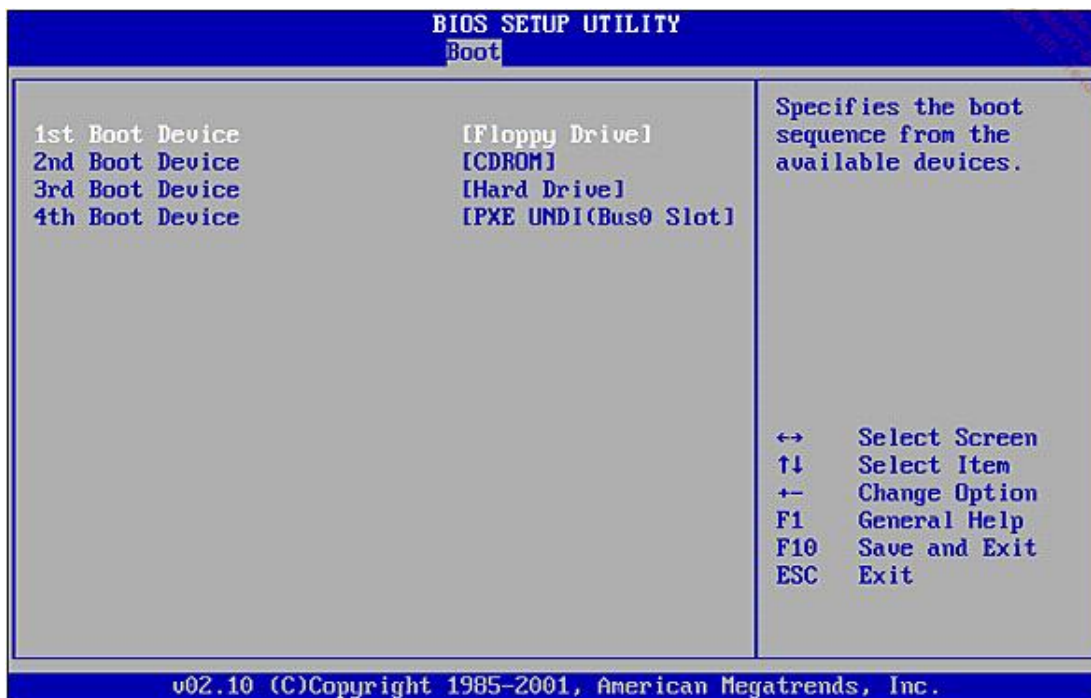 BIOS SETUP UTILITY
Boot
1st Boot Device [Floppy Drive]
2nd Boot Device [CDROM]
3rd Boot Device [Hard Drive]
4th Boot Device [PXE UNDI(Bus0 Slot]
Specifies the boot
sequence from the
available devices.
↔ Select Screen
↑↓ Select Item
+- Change Option
F1 General Help
F10 Save and Exit
ESC Exit
v02.10 (C)Copyright 1985-2001, American Megatrends, Inc.